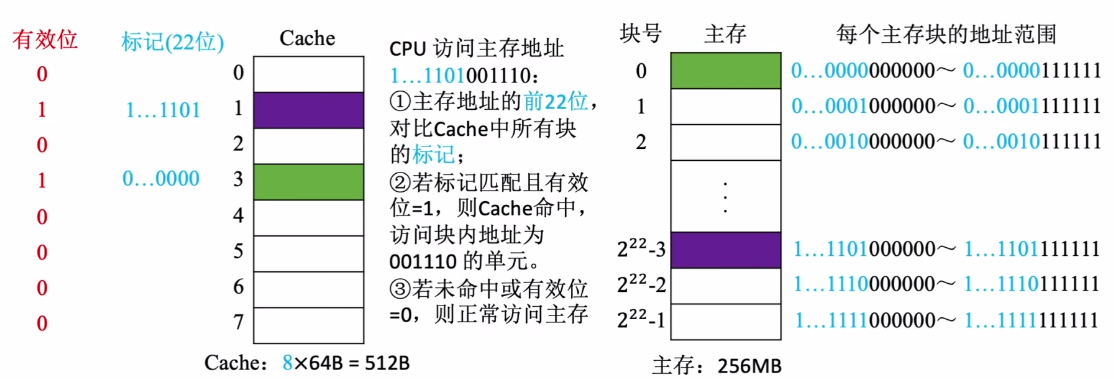 有效位
标记(22位)
Cache
0
0
1
1…1101
1
0
2
1
0…0000
3
0
4
0
5
0
6
0
7
Cache：8×64B = 512B
CPU 访问主存地址
1…1101001110：
①主存地址的前22位，
对比Cache中所有块
的标记；
②若标记匹配且有效
位=1，则Cache命中，
访问块内地址为
001110 的单元。
③若未命中或有效位
=0，则正常访问主存
块号
主存
每个主存块的地址范围
0
0…0000000000～ 0…0000111111
1
0…0001000000～ 0…0001111111
2
0…0010000000～ 0…0010111111
⋮
2²²-3
1…1101000000～ 1…1101111111
2²²-2
1…1110000000～ 1…1110111111
2²²-1
1…1111000000～ 1…1111111111
主存：256MB